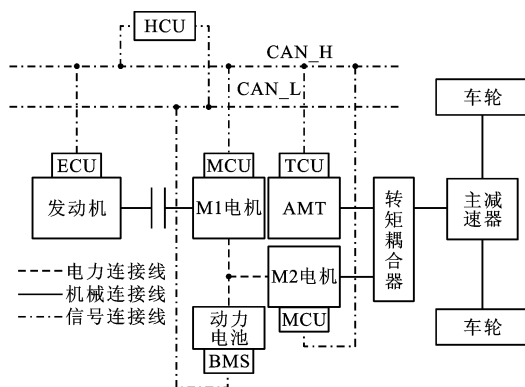 HCU
CAN_H
CAN_L
车轮
ECU
MCU
TCU
发动机
M1电机
AMT
转矩耦合器
主减
速器
电力连接线
机械连接线
信号连接线
M2电机
MCU
动力
电池
BMS
车轮